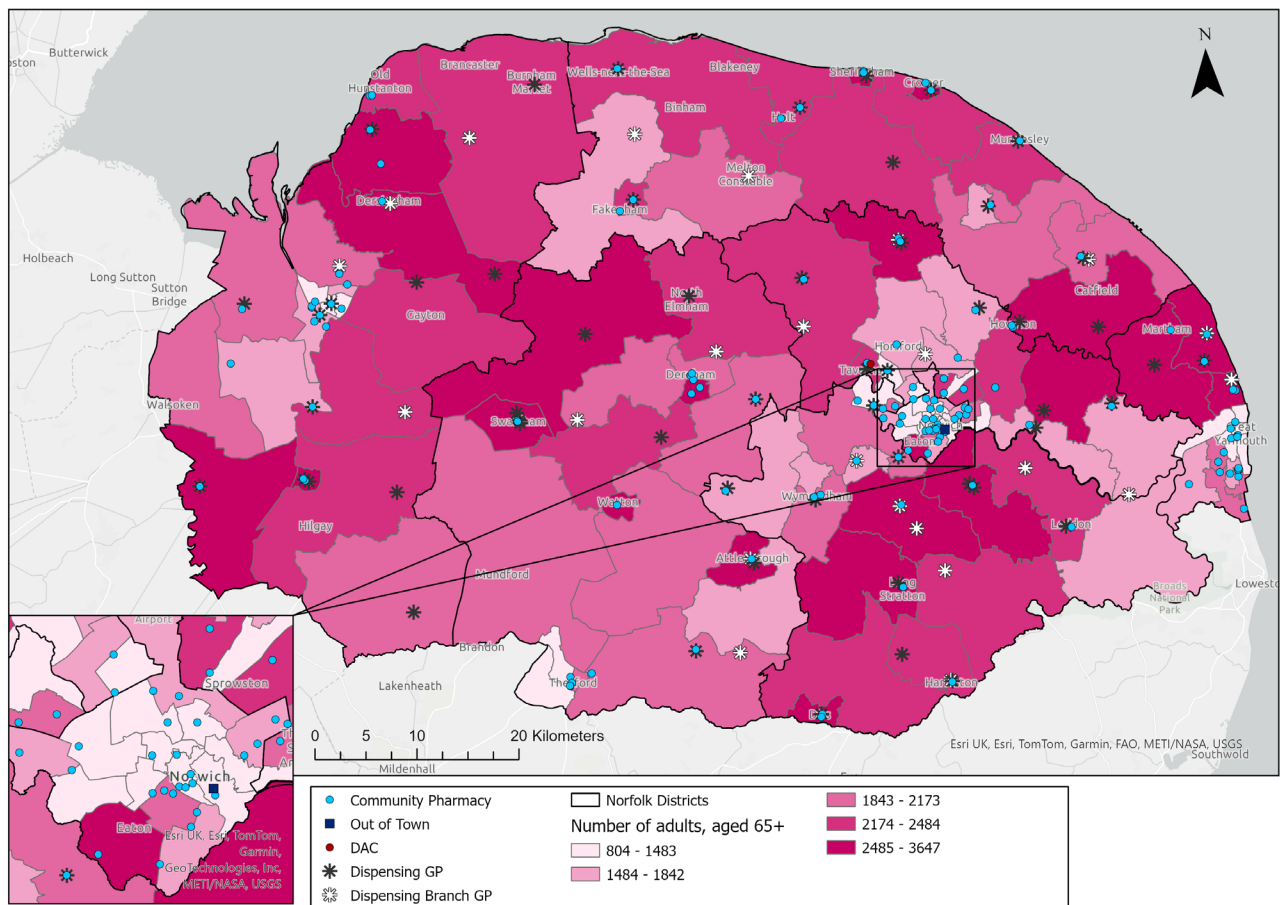 Butterwick
oston
Old
Hunstanton
Brancaster
Burnham
Market
Wells-next-the-Sea
Blakeney
Sheringham
Cromer
N
Binham
Holt
Mundesley
Melton
Constable
Dersingham
Fakenham
Holbeach
Long Sutton
Sutton
Bridge
Catfield
North
Elmham
Gayton
Hoveton
Martham
Horsford
Taverham
Dereham
Walsoken
Swaffham
Norwich
Eaton
Great
Yarmouth
Watton
Wymondham
Hilgay
Loddon
Attleborough
Mundford
Long
Stratton
Broads
National
Park
Lowesto
Brandon
Lakenheath
Thetford
Harleston
Diss
0 5 10 20 Kilometers
Mildenhall
Esri UK, Esri, TomTom, Garmin, FAO, METI/NASA, USGS
Southwold
Airport
Sprowston
Norwich
Eaton
Esri UK, Esri, TomTom,
Garmin,
GeoTechnologies, Inc,
METI/NASA, USGS
Community Pharmacy
Out of Town
DAC
Dispensing GP
Dispensing Branch GP
Norfolk Districts
Number of adults, aged 65+
804 - 1483
1484 - 1842
1843 - 2173
2174 - 2484
2485 - 3647